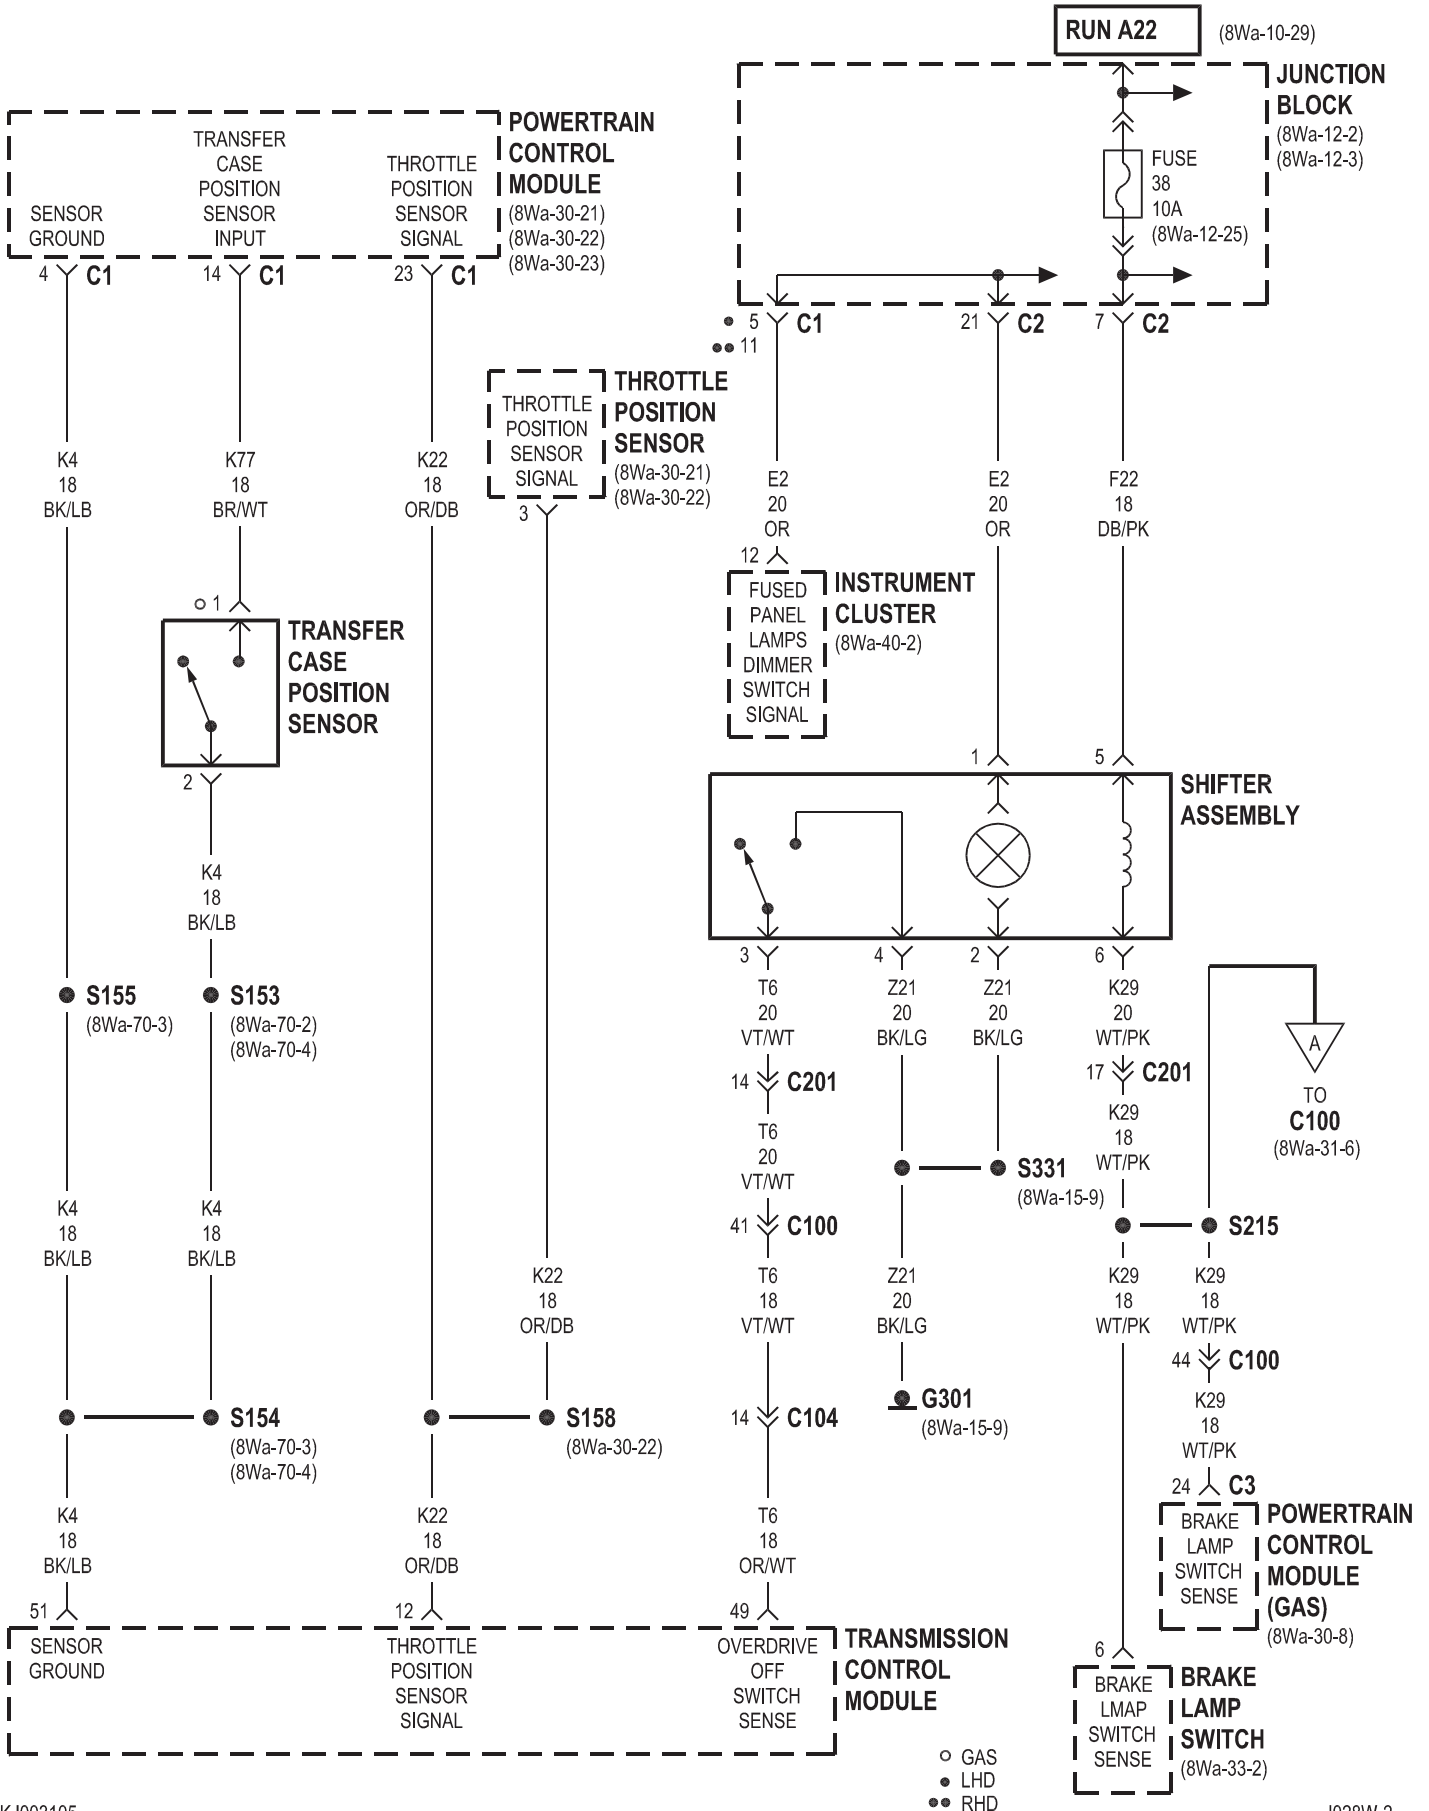 RUN A22
(8Wa-10-29)
JUNCTION
BLOCK
(8Wa-12-2)
(8Wa-12-3)
FUSE
38
10A
(8Wa-12-25)
POWERTRAIN
CONTROL
MODULE
(8Wa-30-21)
(8Wa-30-22)
(8Wa-30-23)
SENSOR
GROUND
TRANSFER
CASE
POSITION
SENSOR
INPUT
THROTTLE
POSITION
SENSOR
SIGNAL
4 C1
14 C1
23 C1
5 C1
11
21 C2
7 C2
THROTTLE
POSITION
SENSOR
SIGNAL
THROTTLE
POSITION
SENSOR
(8Wa-30-21)
(8Wa-30-22)
3
K4
18
BK/LB
K77
18
BR/WT
K22
18
OR/DB
E2
20
OR
E2
20
OR
F22
18
DB/PK
12
FUSED
PANEL
LAMPS
DIMMER
SWITCH
SIGNAL
INSTRUMENT
CLUSTER
(8Wa-40-2)
1
TRANSFER
CASE
POSITION
SENSOR
2
1
5
SHIFTER
ASSEMBLY
K4
18
BK/LB
3
4
2
6
T6
20
VT/WT
Z21
20
BK/LG
Z21
20
BK/LG
K29
20
WT/PK
S155
(8Wa-70-3)
S153
(8Wa-70-2)
(8Wa-70-4)
14 C201
17 C201
A
TO
C100
(8Wa-31-6)
T6
20
VT/WT
K29
18
WT/PK
S331
(8Wa-15-9)
K4
18
BK/LB
K4
18
BK/LB
41 C100
S215
K22
18
OR/DB
T6
18
VT/WT
Z21
20
BK/LG
K29
18
WT/PK
K29
18
WT/PK
44 C100
S154
(8Wa-70-3)
(8Wa-70-4)
S158
(8Wa-30-22)
14 C104
G301
(8Wa-15-9)
K29
18
WT/PK
24 C3
K4
18
BK/LB
K22
18
OR/DB
T6
18
OR/WT
BRAKE
LAMP
SWITCH
SENSE
POWERTRAIN
CONTROL
MODULE
(GAS)
(8Wa-30-8)
51
12
49
SENSOR
GROUND
THROTTLE
POSITION
SENSOR
SIGNAL
OVERDRIVE
OFF
SWITCH
SENSE
TRANSMISSION
CONTROL
MODULE
6
BRAKE
LMAP
SWITCH
SENSE
BRAKE
LAMP
SWITCH
(8Wa-33-2)
GAS
LHD
RHD